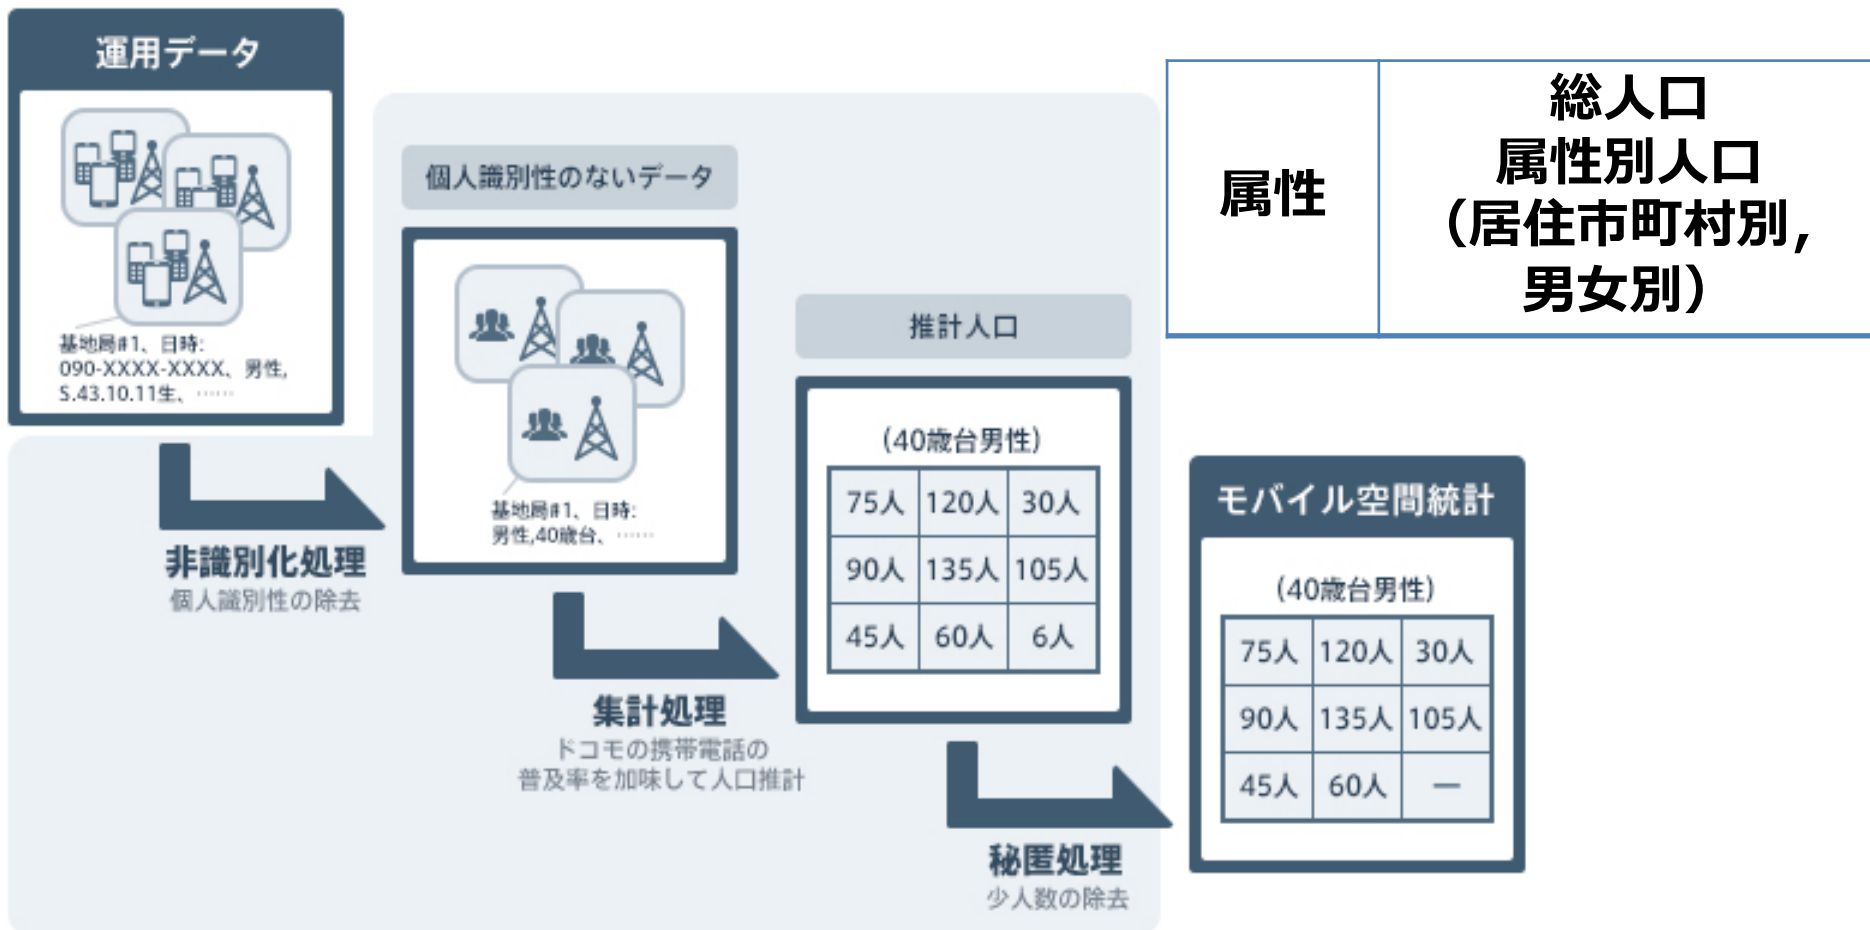 運用データ
基地局#1、日時:
090-XXXX-XXXX、男性,
S.43.10.11生、……
非識別化処理
個人識別性の除去
個人識別性のないデータ
基地局#1、日時:
男性,40歳台、……
集計処理
ドコモの携帯電話の
普及率を加味して人口推計
推計人口
(40歳台男性)
75人 120人 30人
90人 135人 105人
45人 60人 6人
秘匿処理
少人数の除去
モバイル空間統計
(40歳台男性)
75人 120人 30人
90人 135人 105人
45人 60人 —
属性
総人口
属性別人口
（居住市町村別,
男女別）